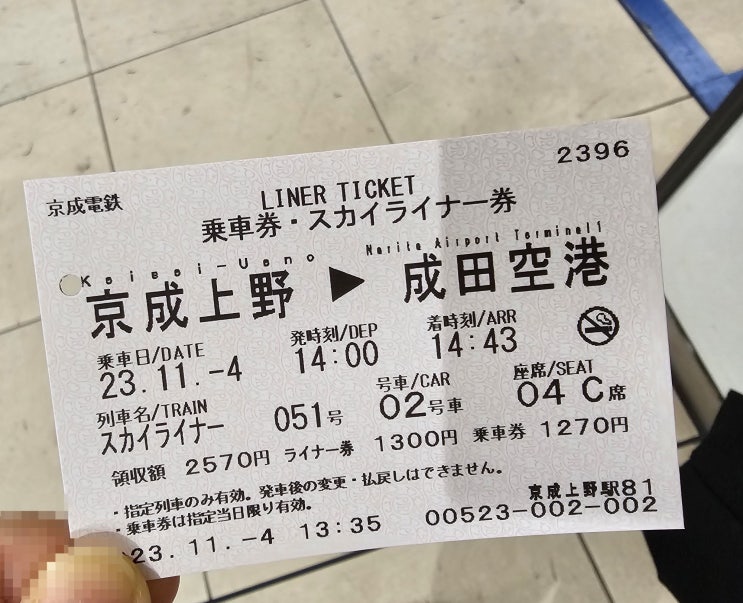 2396
京成電鉄
LINER TICKET
乗車券・スカイライナー券
Keisei-Ueno Narita Airport Terminal1
京成上野 ▶ 成田空港
乗車日/DATE 発時刻/DEP 着時刻/ARR
23.11.-4 14:00 14:43
列車名/TRAIN 号車/CAR 座席/SEAT
スカイライナー 051号 02号車 04 C席
領収額 2570円 ライナー券 1300円 乗車券 1270円
・指定列車のみ有効。発車後の変更・払戻しはできません。
・乗車券は指定当日限り有効。
京成上野駅81
23.11.-4 13:35 00523-002-002